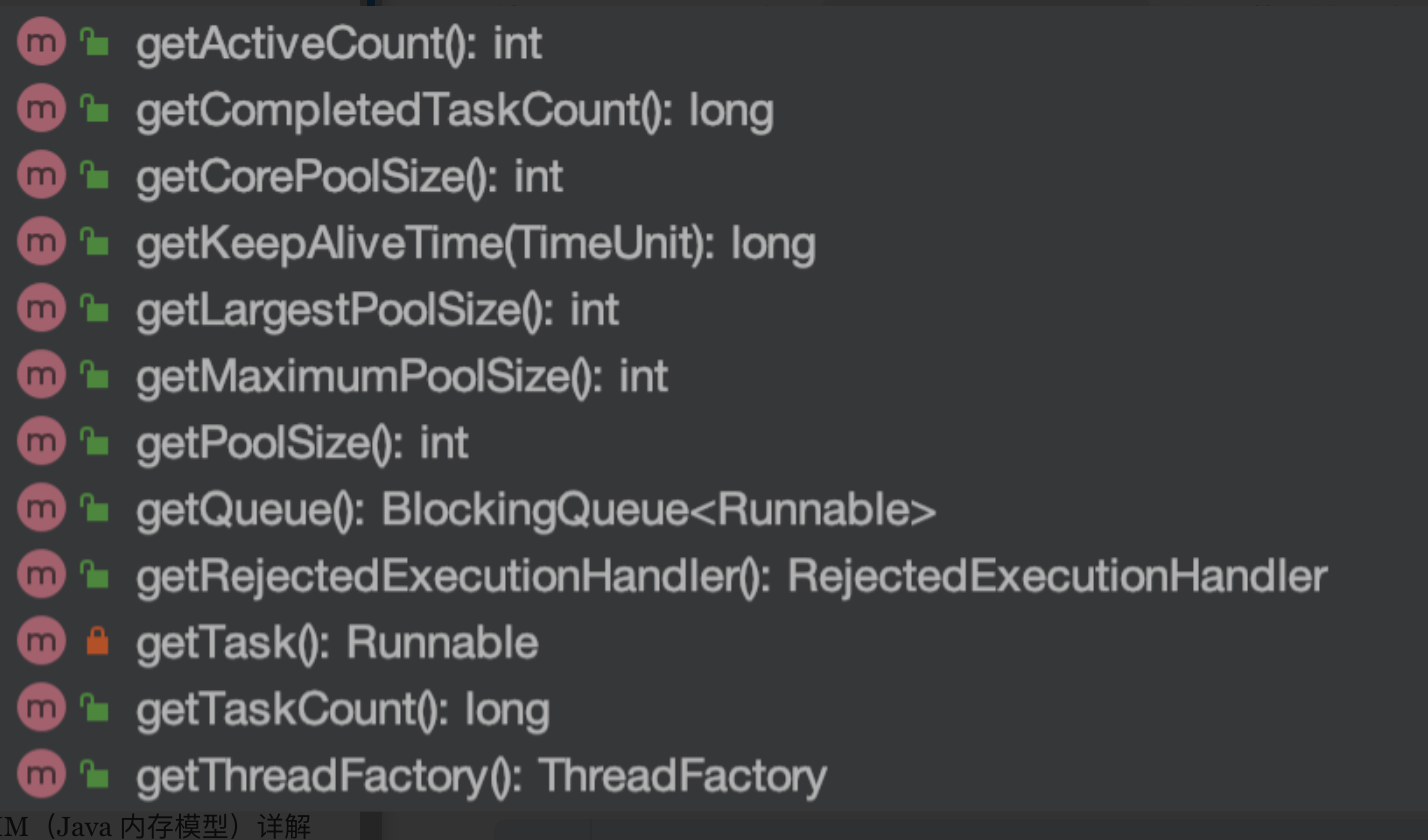 m getActiveCount(): int
m getCompletedTaskCount(): long
m getCorePoolSize(): int
m getKeepAliveTime(TimeUnit): long
m getLargestPoolSize(): int
m getMaximumPoolSize(): int
m getPoolSize(): int
m getQueue(): BlockingQueue<Runnable>
m getRejectedExecutionHandler(): RejectedExecutionHandler
m getTask(): Runnable
m getTaskCount(): long
m getThreadFactory(): ThreadFactory
（Java 内存模型）详解